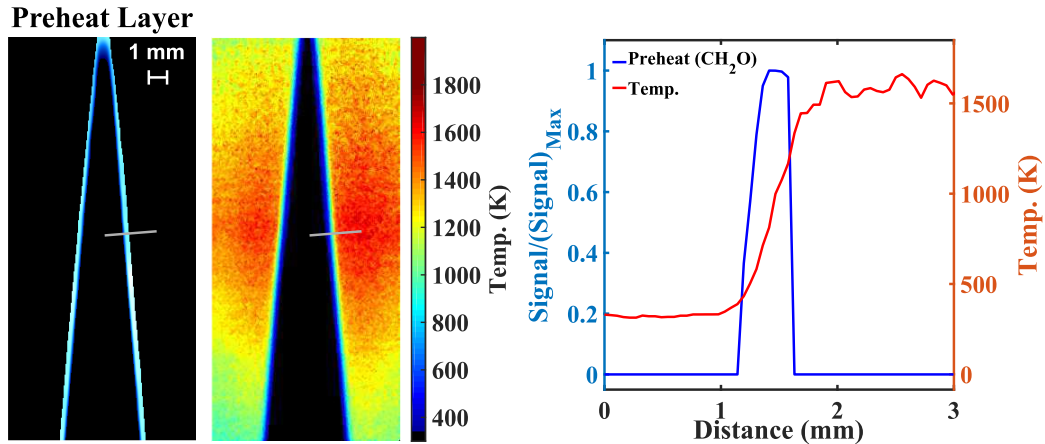 Preheat Layer
1 mm
1800
1600
1400
1200
1000
800
600
400
Temp. (K)
Preheat (CH2O)
Temp.
1
0.8
0.6
0.4
0.2
0
Signal/(Signal)Max
1500
1000
500
0
Temp. (K)
0
1
2
3
Distance (mm)